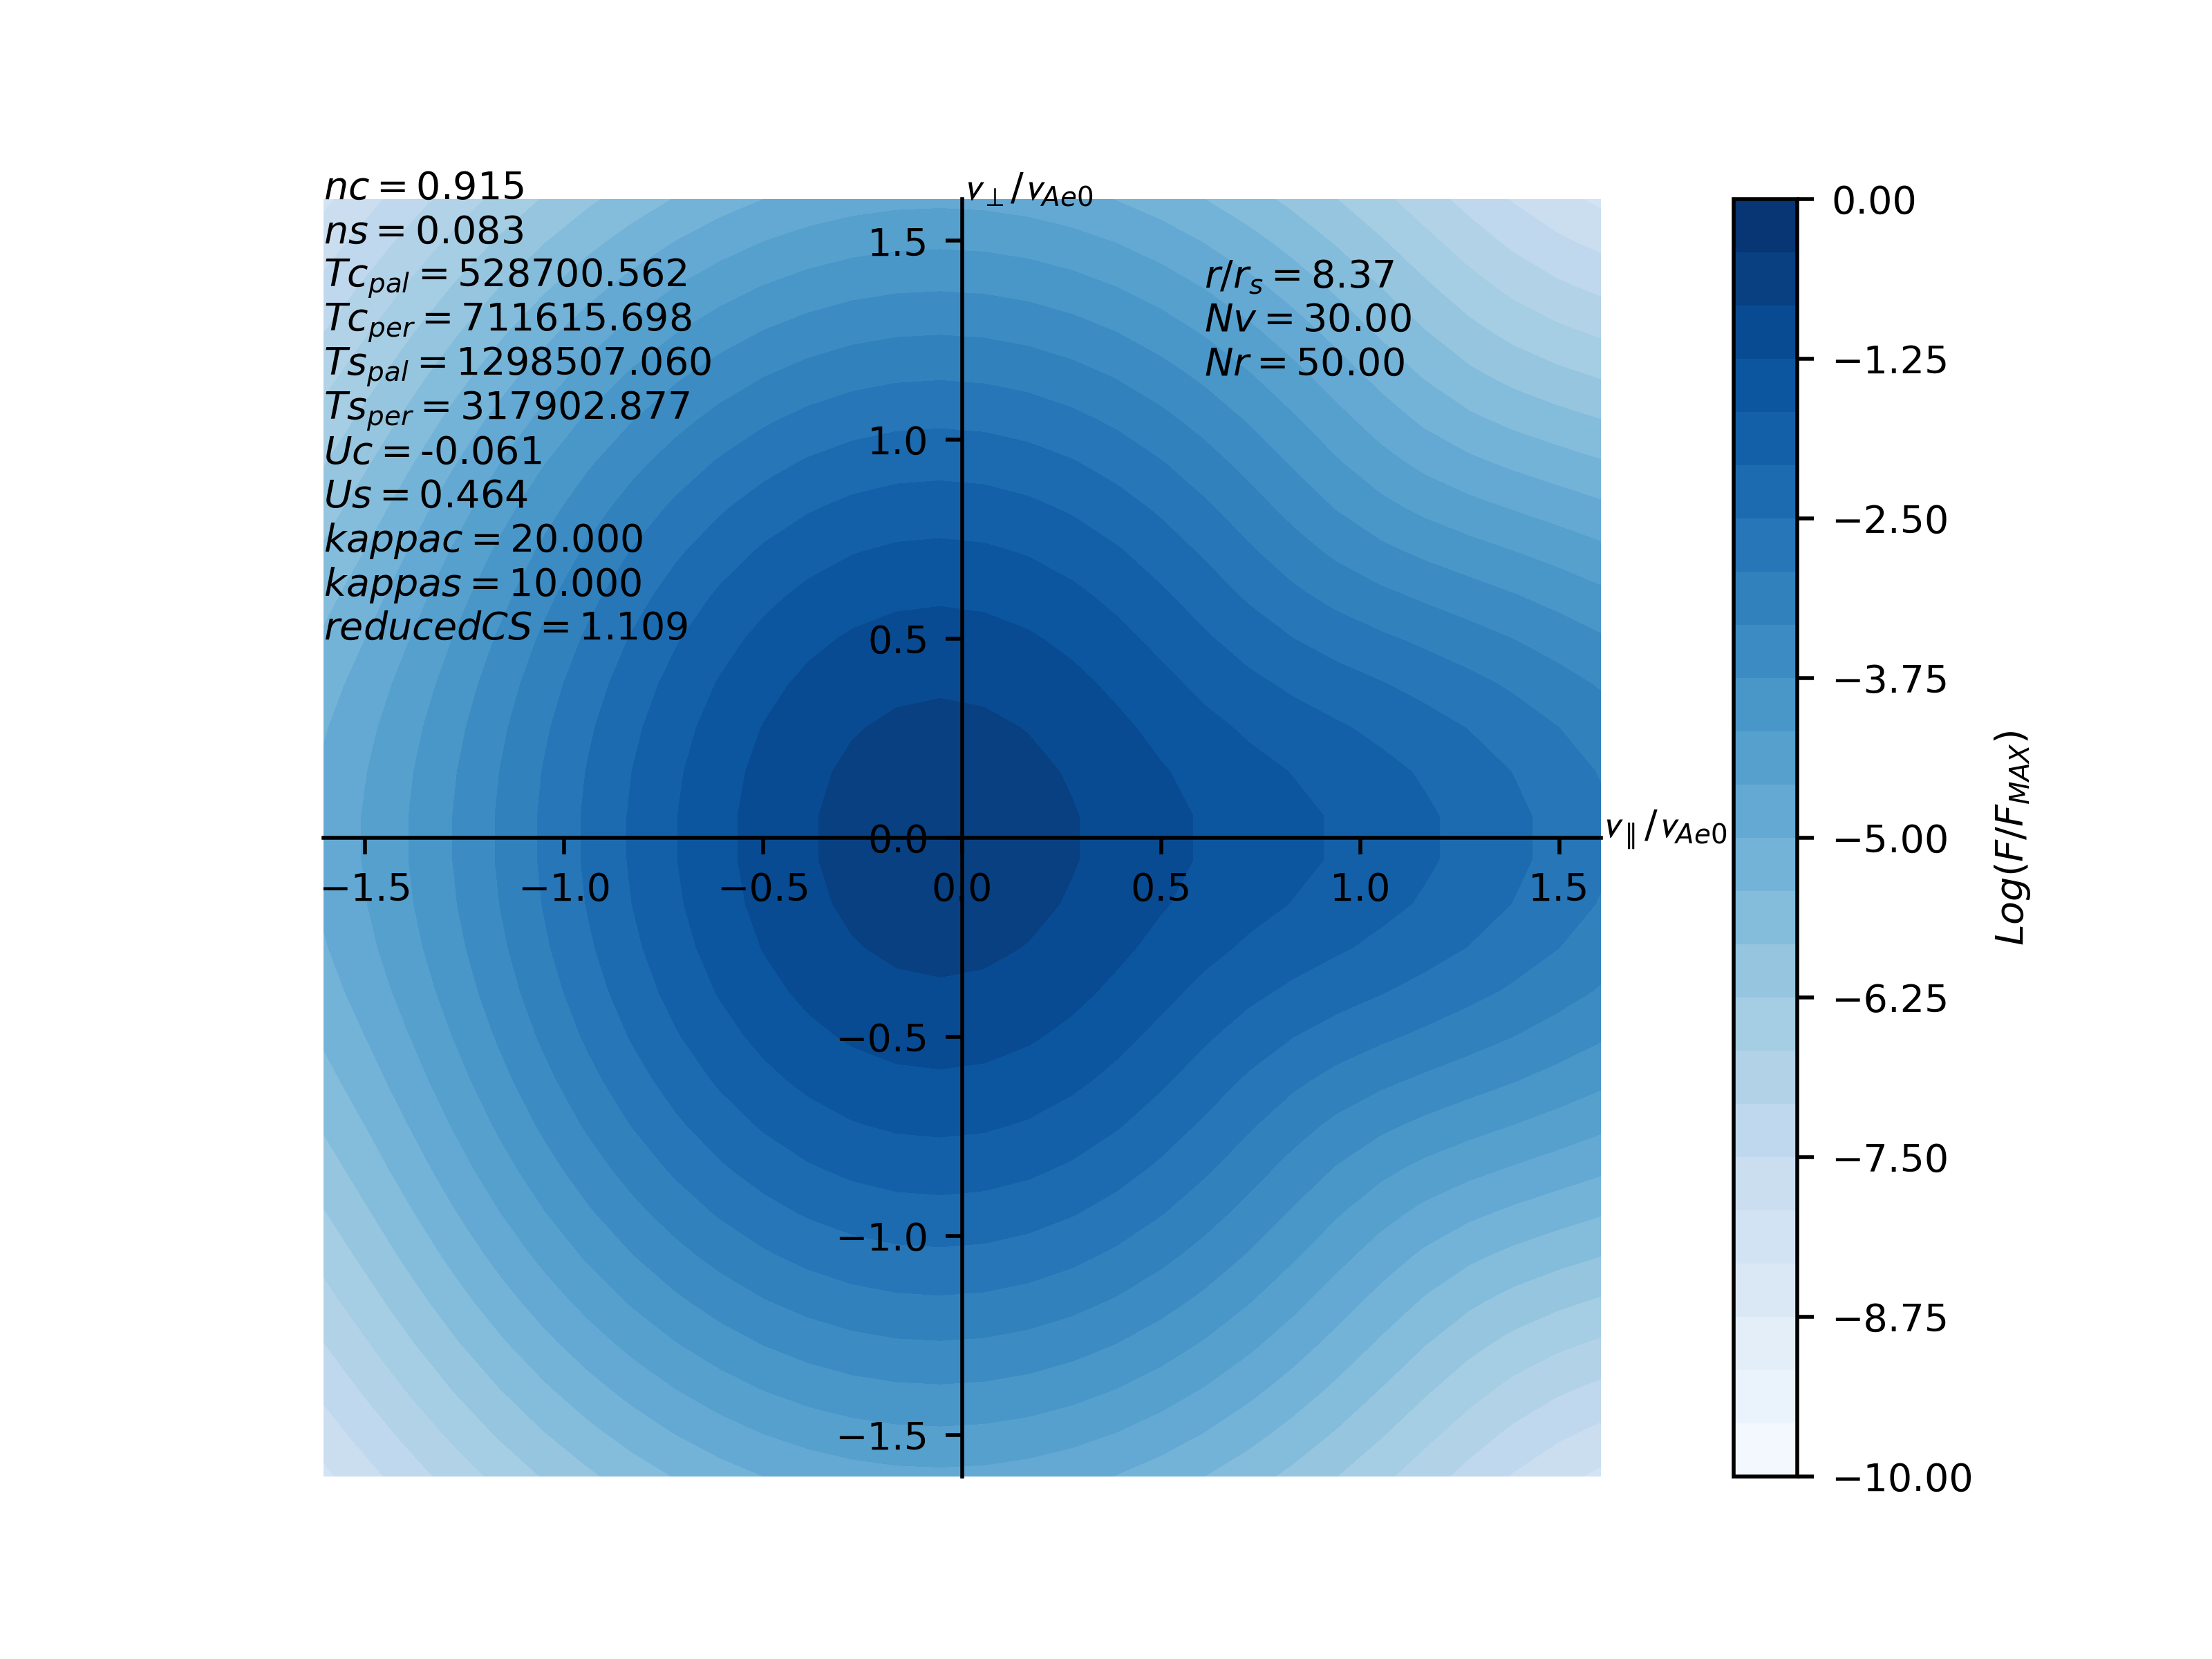 nc = 0.915
ns = 0.083
Tc_pal = 528700.562
Tc_per = 711615.698
Ts_pal = 1298507.060
Ts_per = 317902.877
Uc = -0.061
Us = 0.464
kappac = 20.000
kappas = 10.000
reducedCS = 1.109
v⊥/v_Ae0
r/r_s = 8.37
Nv = 30.00
Nr = 50.00
1.5
1.0
0.5
0.0
−0.5
−1.0
−1.5
−1.5
−1.0
−0.5
0.0
0.5
1.0
1.5
v∥/v_Ae0
0.00
−1.25
−2.50
−3.75
−5.00
−6.25
−7.50
−8.75
−10.00
Log(F/F_MAX)